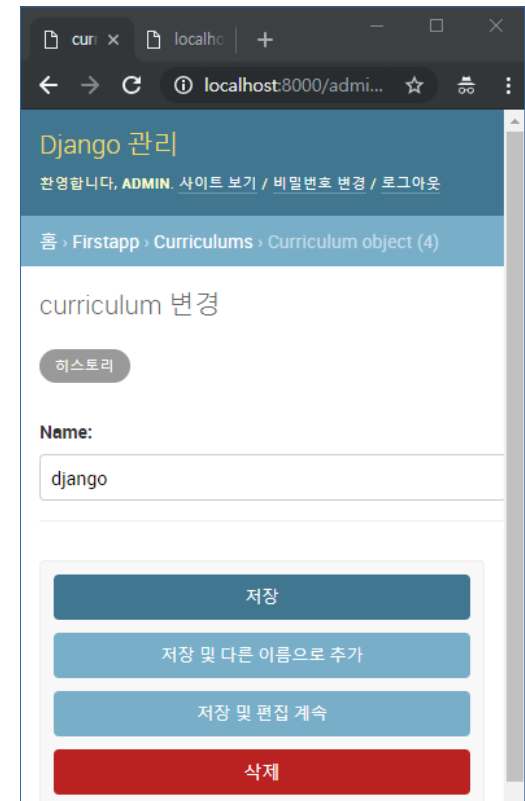 curr
localho
localhost:8000/admi...
Django 관리
환영합니다, ADMIN. 사이트 보기 / 비밀번호 변경 / 로그아웃
홈 › Firstapp › Curriculums › Curriculum object (4)
curriculum 변경
히스토리
Name:
django
저장
저장 및 다른 이름으로 추가
저장 및 편집 계속
삭제